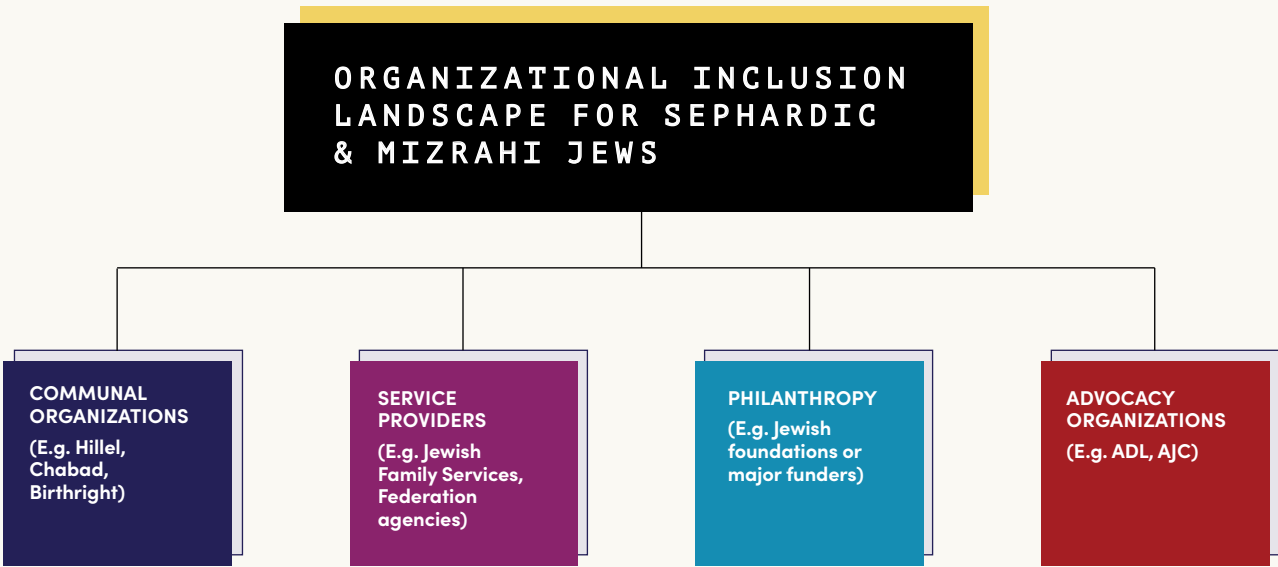 ORGANIZATIONAL INCLUSION
LANDSCAPE FOR SEPHARDIC
& MIZRAHI JEWS
COMMUNAL
ORGANIZATIONS
(E.g. Hillel,
Chabad,
Birthright)
SERVICE
PROVIDERS
(E.g. Jewish
Family Services,
Federation
agencies)
PHILANTHROPY
(E.g. Jewish
foundations or
major funders)
ADVOCACY
ORGANIZATIONS
(E.g. ADL, AJC)